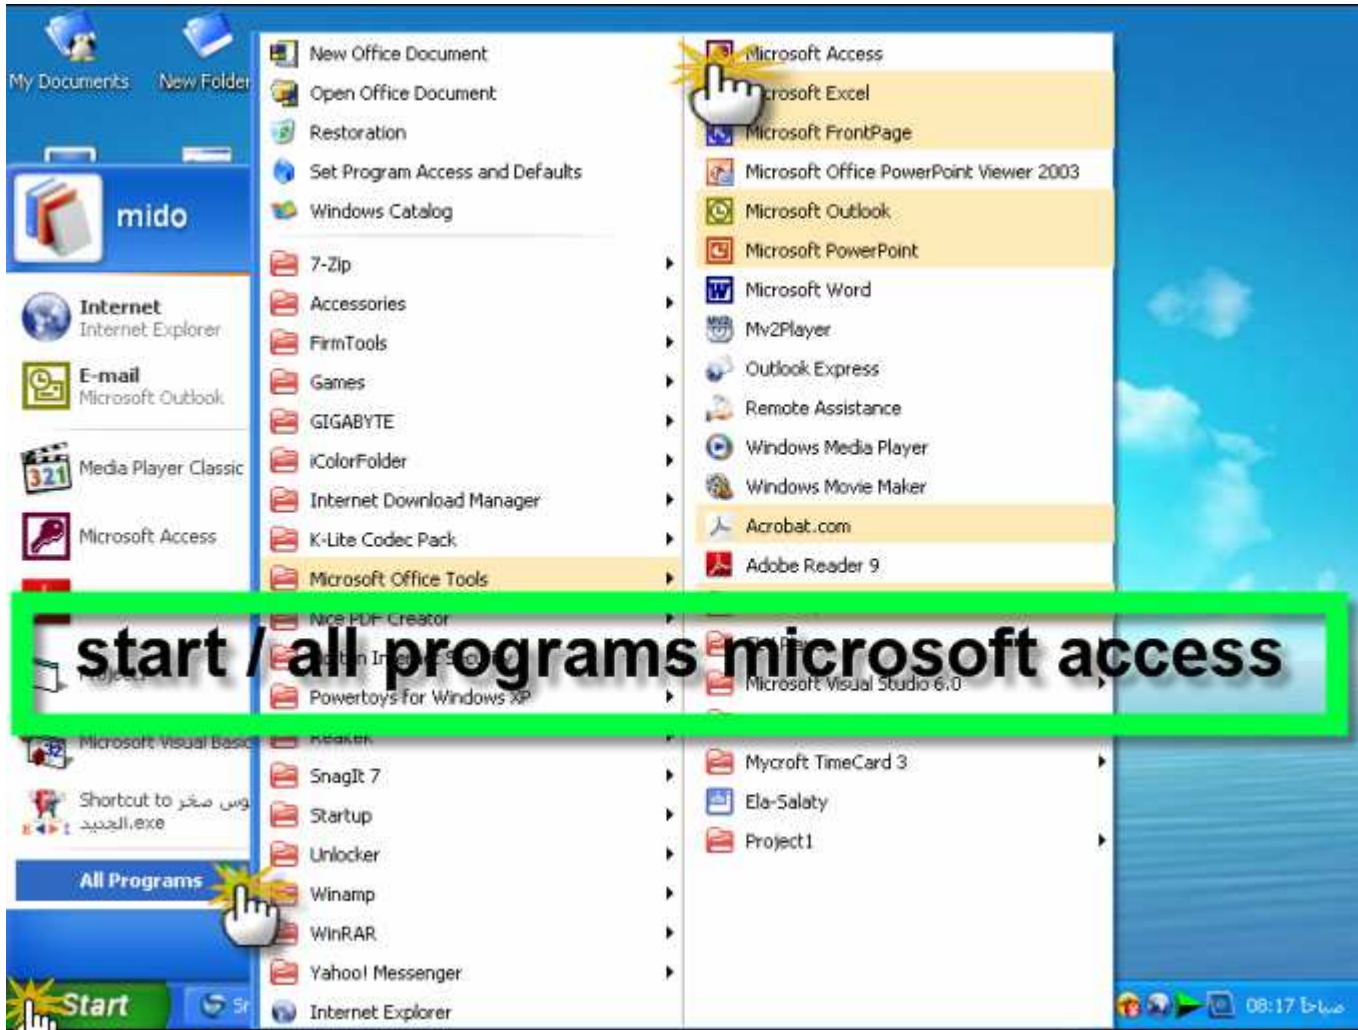 My Documents
New Folder
mido
Internet
Internet Explorer
E-mail
Microsoft Outlook
Media Player Classic
Microsoft Access
Microsoft Visual Basic
Shortcut to وس صخر
الجديد.exe
All Programs
Start
New Office Document
Open Office Document
Restoration
Set Program Access and Defaults
Windows Catalog
7-Zip
Accessories
FirmTools
Games
GIGABYTE
iColorFolder
Internet Download Manager
K-Lite Codec Pack
Microsoft Office Tools
Nice PDF Creator
Powertoys for Windows XP
SnagIt 7
Startup
Unlocker
Winamp
WinRAR
Yahoo! Messenger
Internet Explorer
Microsoft Access
Microsoft Excel
Microsoft FrontPage
Microsoft Office PowerPoint Viewer 2003
Microsoft Outlook
Microsoft PowerPoint
Microsoft Word
Mv2Player
Outlook Express
Remote Assistance
Windows Media Player
Windows Movie Maker
Acrobat.com
Adobe Reader 9
Microsoft Visual Studio 6.0
Mycroft TimeCard 3
Ela-Salaty
Project1
start / all programs microsoft access
08:17 صباحاً